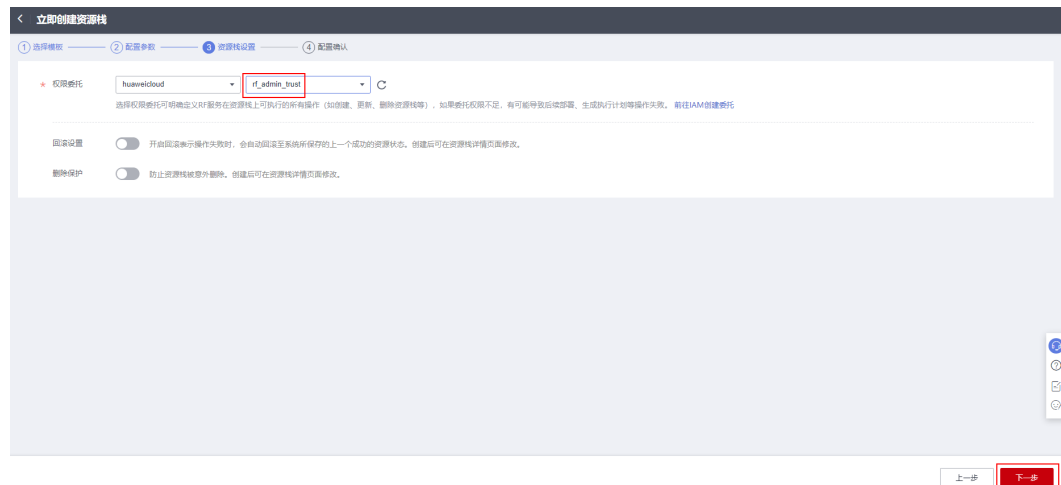 立即创建资源栈
1 选择模板 2 配置参数 3 资源栈设置 4 配置确认
* 权限委托 huaweicloud rf_admin_trust
选择权限委托可明确定义RF服务在资源栈上可执行的所有操作（如创建、更新、删除资源栈等），如果委托权限不足，有可能导致后续部署、生成执行计划等操作失败。 前往IAM创建委托
回滚设置 开启回滚表示操作失败时，会自动回滚至系统所保存的上一个成功的资源状态。创建后可在资源栈详情页面修改。
删除保护 防止资源栈被意外删除。创建后可在资源栈详情页面修改。
上一步 下一步